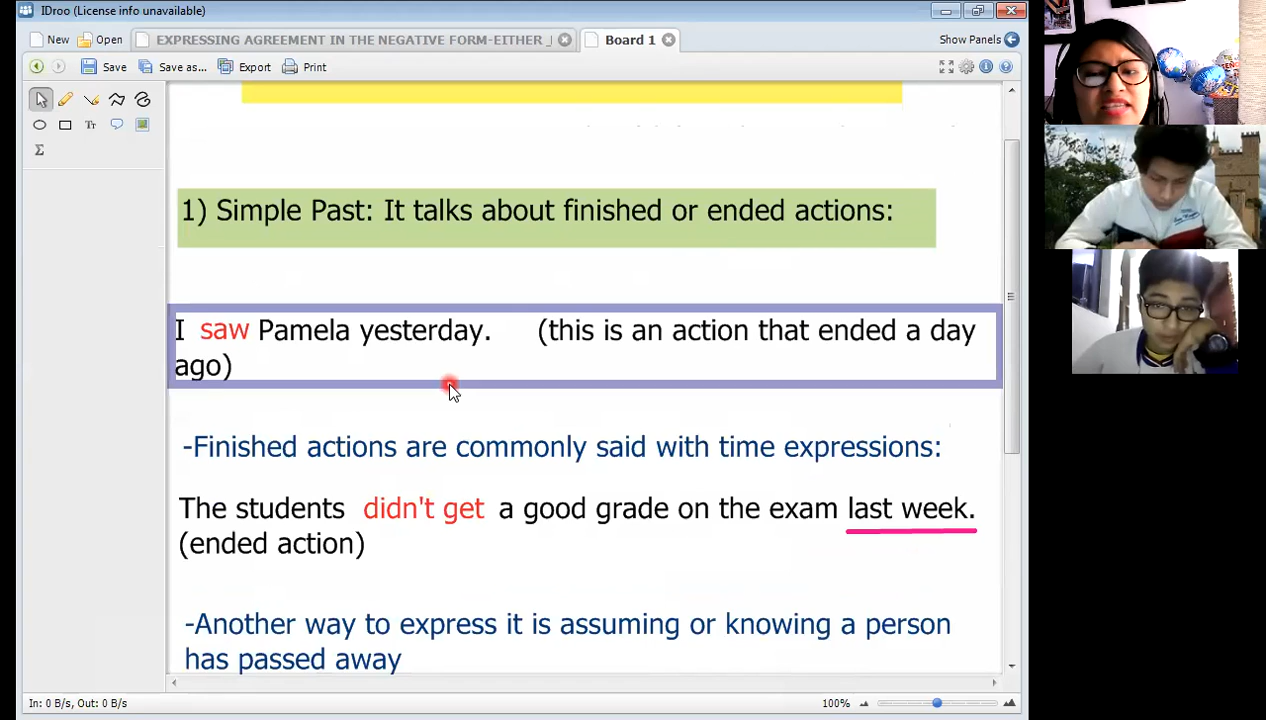 IDroo (License info unavailable)
New Open EXPRESSING AGREEMENT IN THE NEGATIVE FORM-EITHER_ Board 1 Show Panels
Save Save as... Export Print
Tr
Σ
1) Simple Past: It talks about finished or ended actions:
I saw Pamela yesterday. (this is an action that ended a day
ago)
-Finished actions are commonly said with time expressions:
The students didn't get a good grade on the exam last week.
(ended action)
-Another way to express it is assuming or knowing a person
has passed away
In: 0 B/s, Out: 0 B/s 100%